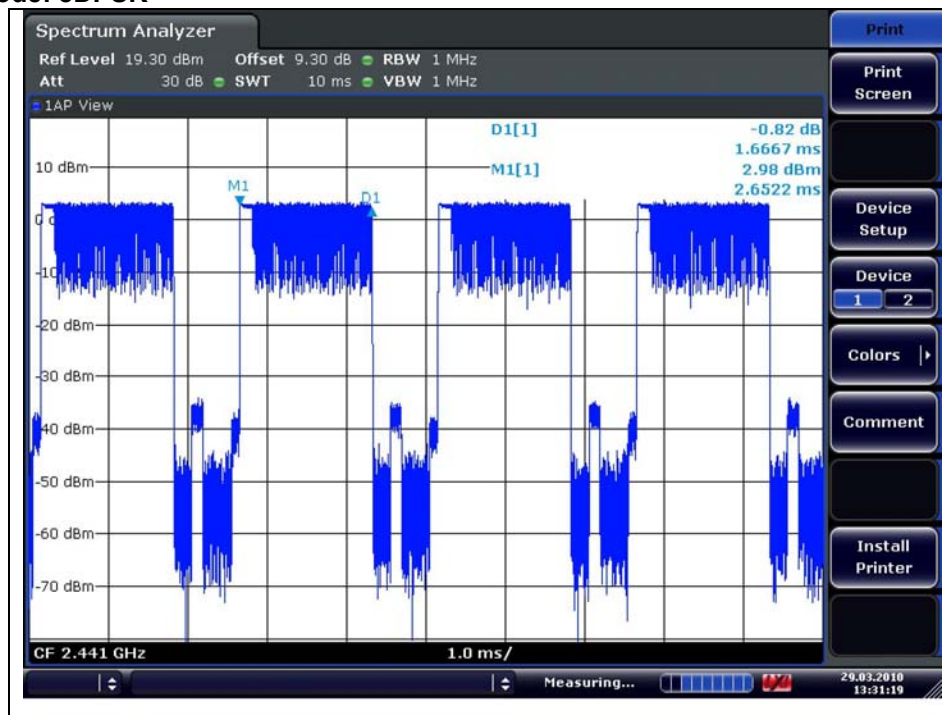 Spectrum Analyzer
Ref Level 19.30 dBm Offset 9.30 dB RBW 1 MHz
Att 30 dB SWT 10 ms VBW 1 MHz
1AP View
D1[1] -0.82 dB
1.6667 ms
M1[1] 2.98 dBm
2.6522 ms
10 dBm
M1
D1
-10
-20 dBm
-30 dBm
-40 dBm
-50 dBm
-60 dBm
-70 dBm
CF 2.441 GHz 1.0 ms/
Measuring...
29.03.2010
13:31:19
Print
Print
Screen
Device
Setup
Device
1 2
Colors
Comment
Install
Printer